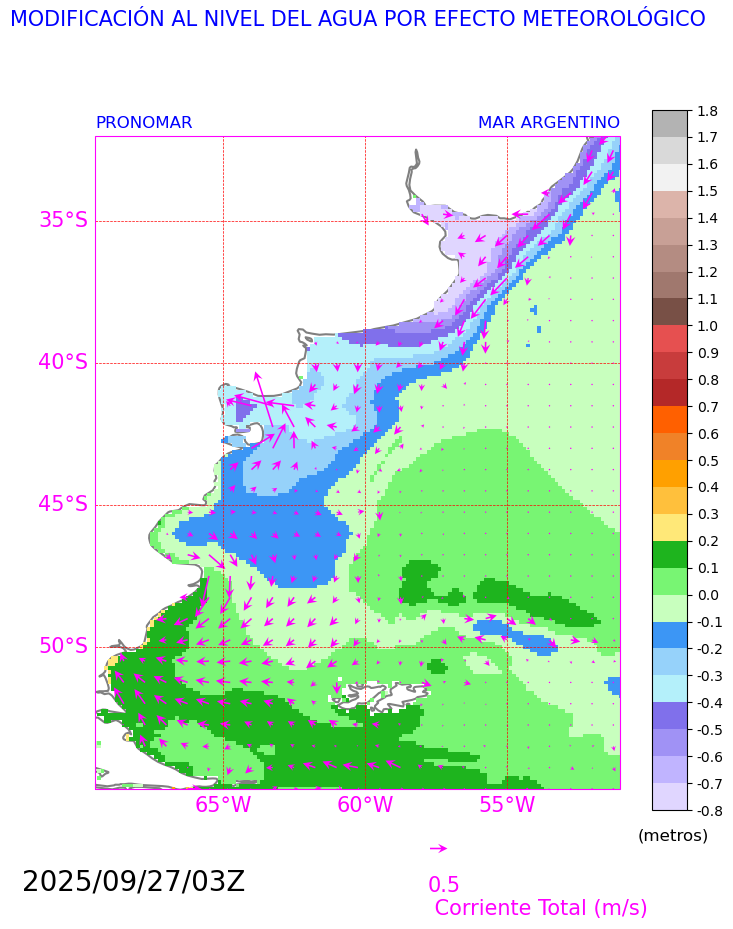 MODIFICACIÓN AL NIVEL DEL AGUA POR EFECTO METEOROLÓGICO
PRONOMAR
MAR ARGENTINO
35°S
40°S
45°S
50°S
65°W
60°W
55°W
1.8
1.7
1.6
1.5
1.4
1.3
1.2
1.1
1.0
0.9
0.8
0.7
0.6
0.5
0.4
0.3
0.2
0.1
0.0
-0.1
-0.2
-0.3
-0.4
-0.5
-0.6
-0.7
-0.8
(metros)
2025/09/27/03Z
0.5
Corriente Total (m/s)